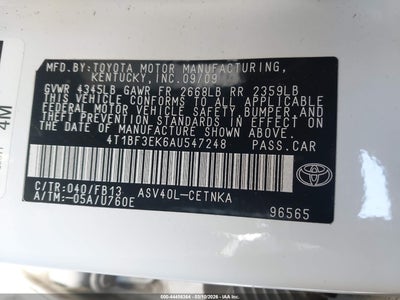 MFD.BY:TOYOTA MOTOR MANUFACTURING,
KENTUCKY,INC.09/09
GVWR 4345LB GAWR FR 2668LB RR 2359LB
THIS VEHICLE CONFORMS TO ALL APPLICABLE
FEDERAL MOTOR VEHICLE SAFETY, BUMPER, AND
THEFT PREVENTION STANDARDS IN EFFECT ON
THE DATE OF MANUFACTURE SHOWN ABOVE.
4T1BF3EK6AU547248 PASS.CAR
C/TR:040/FB13 ASV40L-CETNKA
A/TM:-05A/U760E
TOYOTA
96565
4M